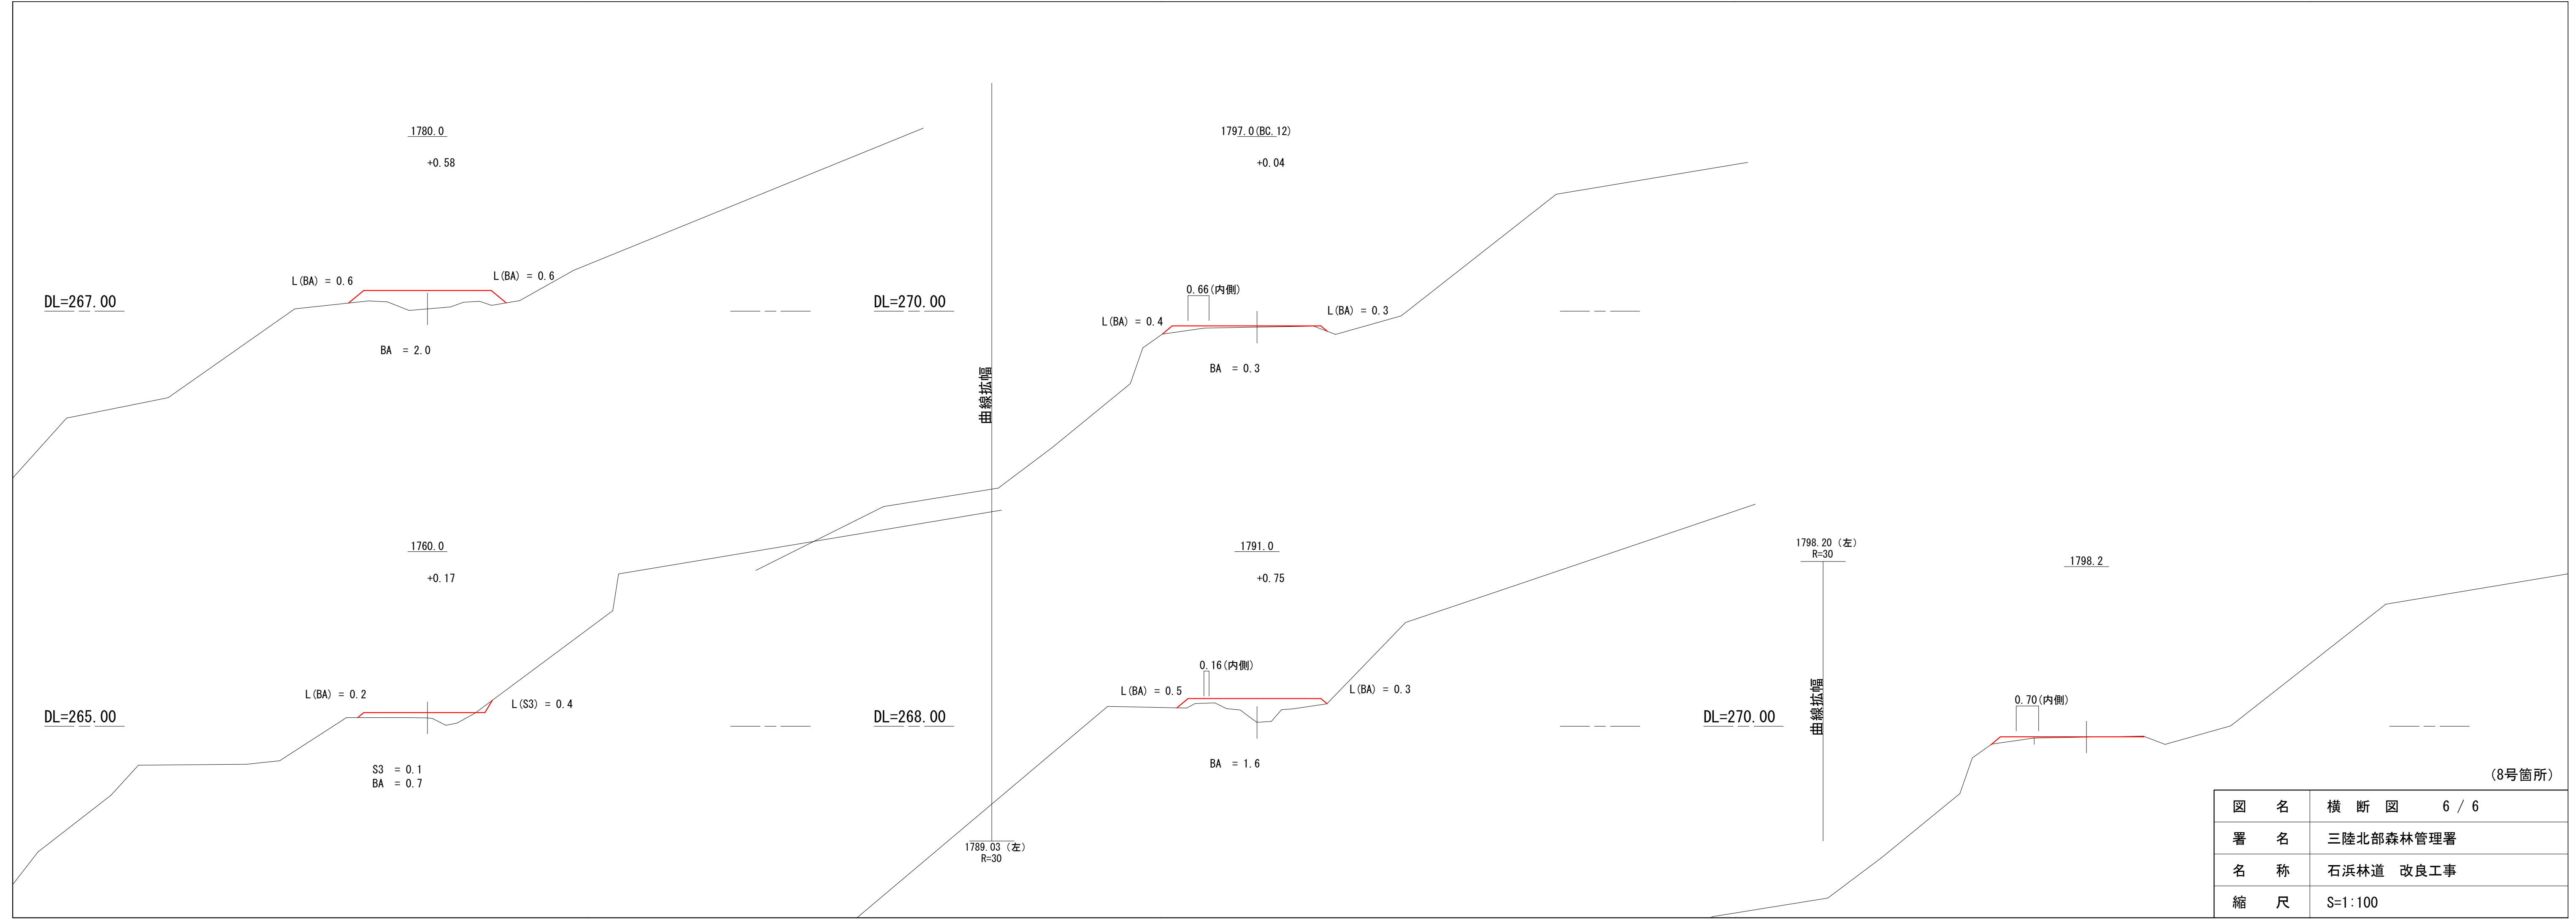 1780.0
+0.58
L(BA) = 0.6
L(BA) = 0.6
DL=267.00
BA = 2.0
1797.0(BC.12)
+0.04
0.66(内側)
DL=270.00
L(BA) = 0.4
L(BA) = 0.3
BA = 0.3
曲線拡幅
1760.0
+0.17
L(BA) = 0.2
L(S3) = 0.4
DL=265.00
S3 = 0.1
BA = 0.7
1791.0
+0.75
0.16(内側)
L(BA) = 0.5
L(BA) = 0.3
DL=268.00
BA = 1.6
1789.03 (左)
R=30
1798.20 (左)
R=30
曲線拡幅
1798.2
0.70(内側)
DL=270.00
(8号箇所)
図 名 横 断 図 6 / 6
署 名 三陸北部森林管理署
名 称 石浜林道 改良工事
縮 尺 S=1:100